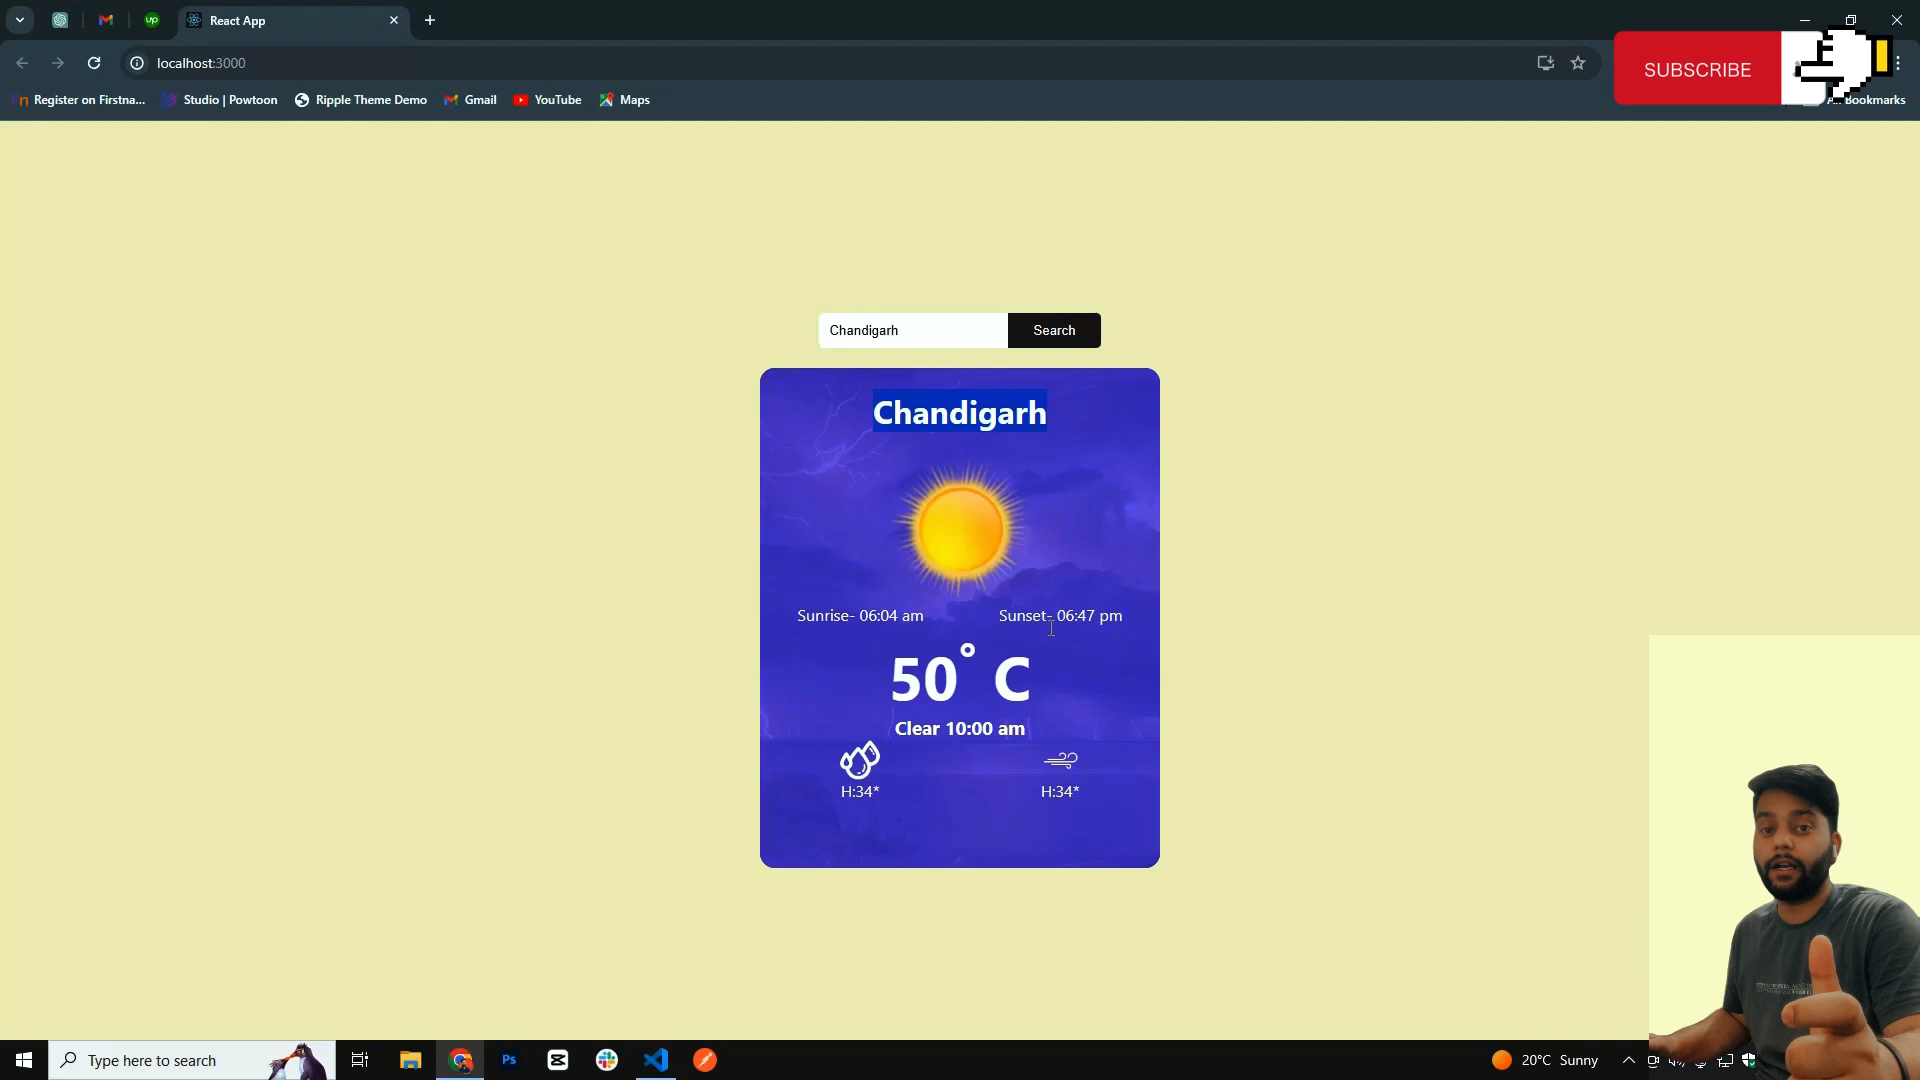 React App
localhost:3000
Register on Firstna...
Studio | Powtoon
Ripple Theme Demo
Gmail
YouTube
Maps
SUBSCRIBE
Bookmarks
Chandigarh
Search
Chandigarh
Sunrise- 06:04 am
Sunset- 06:47 pm
50° C
Clear 10:00 am
H:34*
H:34*
Type here to search
Ps
20°C Sunny